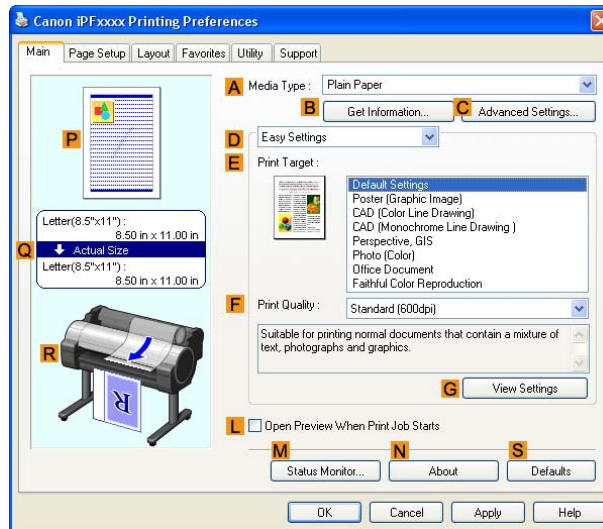 Canon iPFxxxx Printing Preferences
Main Page Setup Layout Favorites Utility Support
A Media Type : Plain Paper
B Get Information... C Advanced Settings...
D Easy Settings
E Print Target :
Default Settings
Poster (Graphic Image)
CAD (Color Line Drawing)
CAD (Monochrome Line Drawing )
Perspective, GIS
Photo (Color)
Office Document
Faithful Color Reproduction
F Print Quality : Standard (600dpi)
Suitable for printing normal documents that contain a mixture of
text, photographs and graphics.
G View Settings
P
Letter(8.5"x11") :
8.50 in x 11.00 in
Q Actual Size
Letter(8.5"x11") :
8.50 in x 11.00 in
R
R
L Open Preview When Print Job Starts
M Status Monitor...
N About
S Defaults
OK Cancel Apply Help